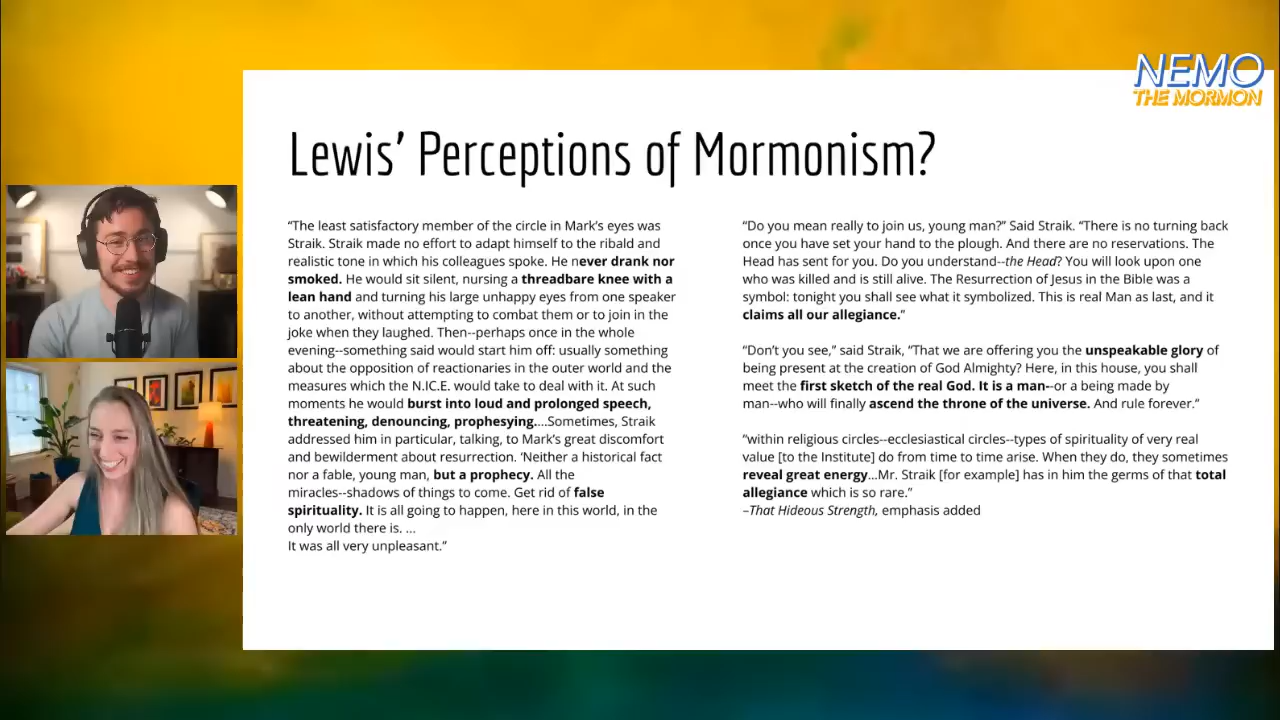 NEMO
THE MORMON
Lewis' Perceptions of Mormonism?
“The least satisfactory member of the circle in Mark’s eyes was
Straik. Straik made no effort to adapt himself to the ribald and
realistic tone in which his colleagues spoke. He never drank nor
smoked. He would sit silent, nursing a threadbare knee with a
lean hand and turning his large unhappy eyes from one speaker
to another, without attempting to combat them or to join in the
joke when they laughed. Then--perhaps once in the whole
evening--something said would start him off: usually something
about the opposition of reactionaries in the outer world and the
measures which the N.IC.E. would take to deal with it. At such
moments he would burst into loud and prolonged speech,
threatening, denouncing, prophesying....Sometimes, Straik
addressed him in particular, talking, to Mark’s great discomfort
and bewilderment about resurrection. ‘Neither a historical fact
nor a fable, young man, but a prophecy. All the
miracles--shadows of things to come. Get rid of false
spirituality. It is all going to happen, here in this world, in the
only world there is. ...
It was all very unpleasant.”
“Do you mean really to join us, young man?” Said Straik. “There is no turning back
once you have set your hand to the plough. And there are no reservations. The
Head has sent for you. Do you understand--the Head? You will look upon one
who was killed and is still alive. The Resurrection of Jesus in the Bible was a
symbol: tonight you shall see what it symbolized. This is real Man as last, and it
claims all our allegiance.”
“Don’t you see,” said Straik, “That we are offering you the unspeakable glory of
being present at the creation of God Almighty? Here, in this house, you shall
meet the first sketch of the real God. It is a man--or a being made by
man--who will finally ascend the throne of the universe. And rule forever.”
“within religious circles--ecclesiastical circles--types of spirituality of very real
value [to the Institute] do from time to time arise. When they do, they sometimes
reveal great energy...Mr. Straik [for example] has in him the germs of that total
allegiance which is so rare.”
–That Hideous Strength, emphasis added